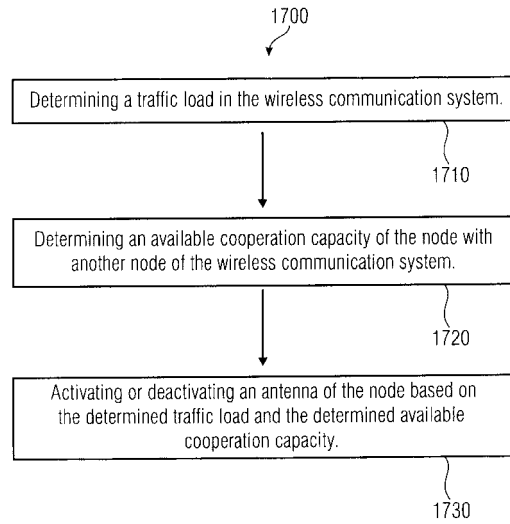 1700
Determining a traffic load in the wireless communication system.
1710
Determining an available cooperation capacity of the node with
another node of the wireless communication system.
1720
Activating or deactivating an antenna of the node based on
the determined traffic load and the determined available
cooperation capacity.
1730